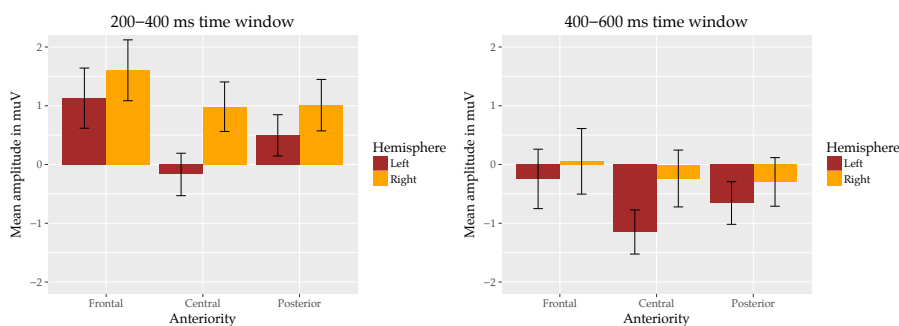 200−400 ms time window
Mean amplitude in muV
2
1
0
−1
−2
Frontal
Central
Posterior
Anteriority
Hemisphere
Left
Right
400−600 ms time window
Mean amplitude in muV
2
1
0
−1
−2
Frontal
Central
Posterior
Anteriority
Hemisphere
Left
Right